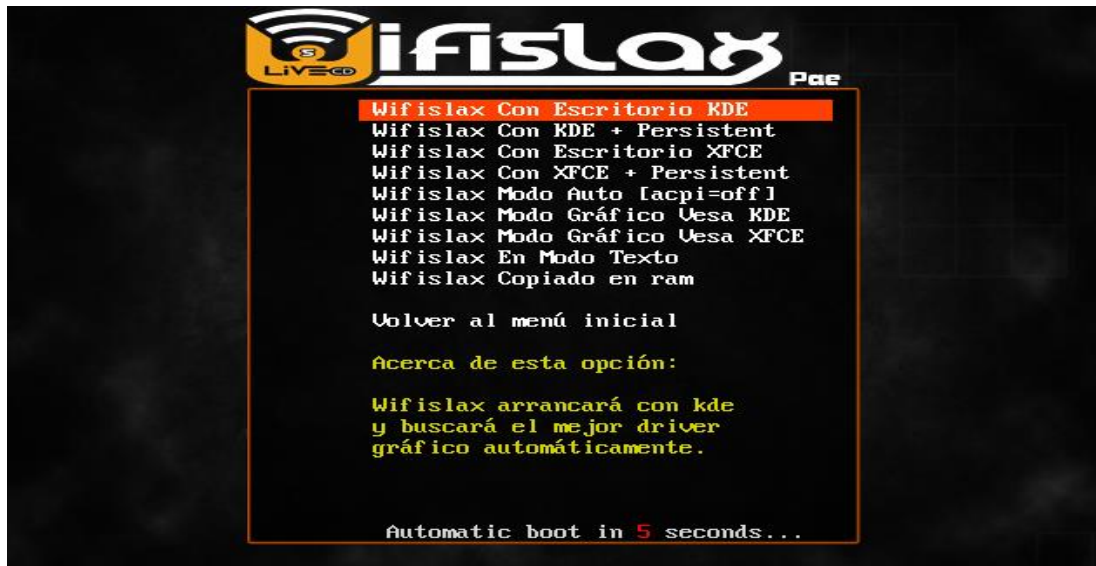 Wifislax
LiVE CD
Pae
Wifislax Con Escritorio KDE
Wifislax Con KDE + Persistent
Wifislax Con Escritorio XFCE
Wifislax Con XFCE + Persistent
Wifislax Modo Auto [acpi=off]
Wifislax Modo Gráfico Vesa KDE
Wifislax Modo Gráfico Vesa XFCE
Wifislax En Modo Texto
Wifislax Copiado en ram
Volver al menú inicial
Acerca de esta opción:
Wifislax arrancará con kde
y buscará el mejor driver
gráfico automáticamente.
Automatic boot in 5 seconds...